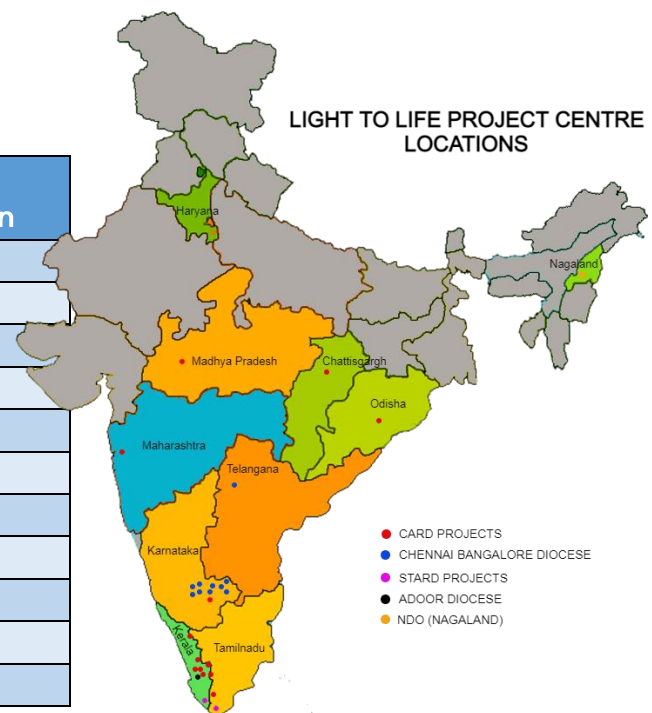 LIGHT TO LIFE PROJECT CENTRE
LOCATIONS
n
Haryana
Nagaland
Madhya Pradesh
Chattisgargh
Odisha
Maharashtra
Telangana
Karnataka
Kerala
Tamilnadu
CARD PROJECTS
CHENNAI BANGALORE DIOCESE
STARD PROJECTS
ADOOR DIOCESE
NDO (NAGALAND)